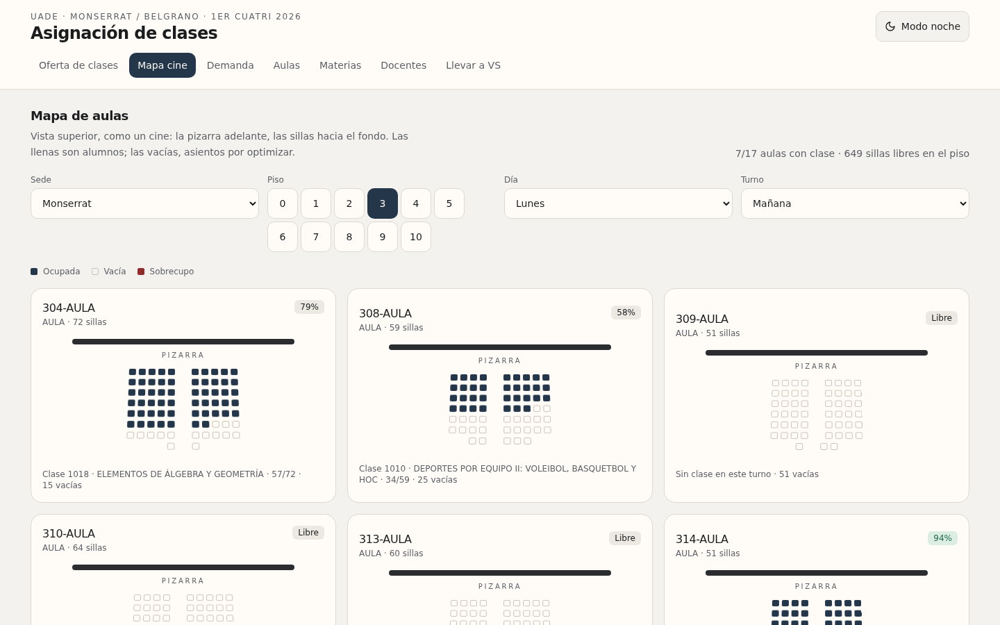 UADE · MONSERRAT / BELGRANO · 1ER CUATRI 2026
Asignación de clases
Modo noche
Oferta de clases
Mapa cine
Demanda
Aulas
Materias
Docentes
Llevar a VS
Mapa de aulas
Vista superior, como un cine: la pizarra adelante, las sillas hacia el fondo. Las
llenas son alumnos; las vacías, asientos por optimizar.
7/17 aulas con clase · 649 sillas libres en el piso
Sede
Piso
Día
Turno
Monserrat
0
1
2
3
4
5
Lunes
Mañana
6
7
8
9
10
Ocupada
Vacía
Sobrecupo
304-AULA
79%
AULA · 72 sillas
PIZARRA
Clase 1018 · ELEMENTOS DE ÁLGEBRA Y GEOMETRÍA · 57/72 ·
15 vacías
308-AULA
58%
AULA · 59 sillas
PIZARRA
Clase 1010 · DEPORTES POR EQUIPO II: VOLEIBOL, BASQUETBOL Y
HOC · 34/59 · 25 vacías
309-AULA
Libre
AULA · 51 sillas
PIZARRA
Sin clase en este turno · 51 vacías
310-AULA
Libre
AULA · 64 sillas
PIZARRA
313-AULA
Libre
AULA · 60 sillas
PIZARRA
314-AULA
94%
AULA · 51 sillas
PIZARRA